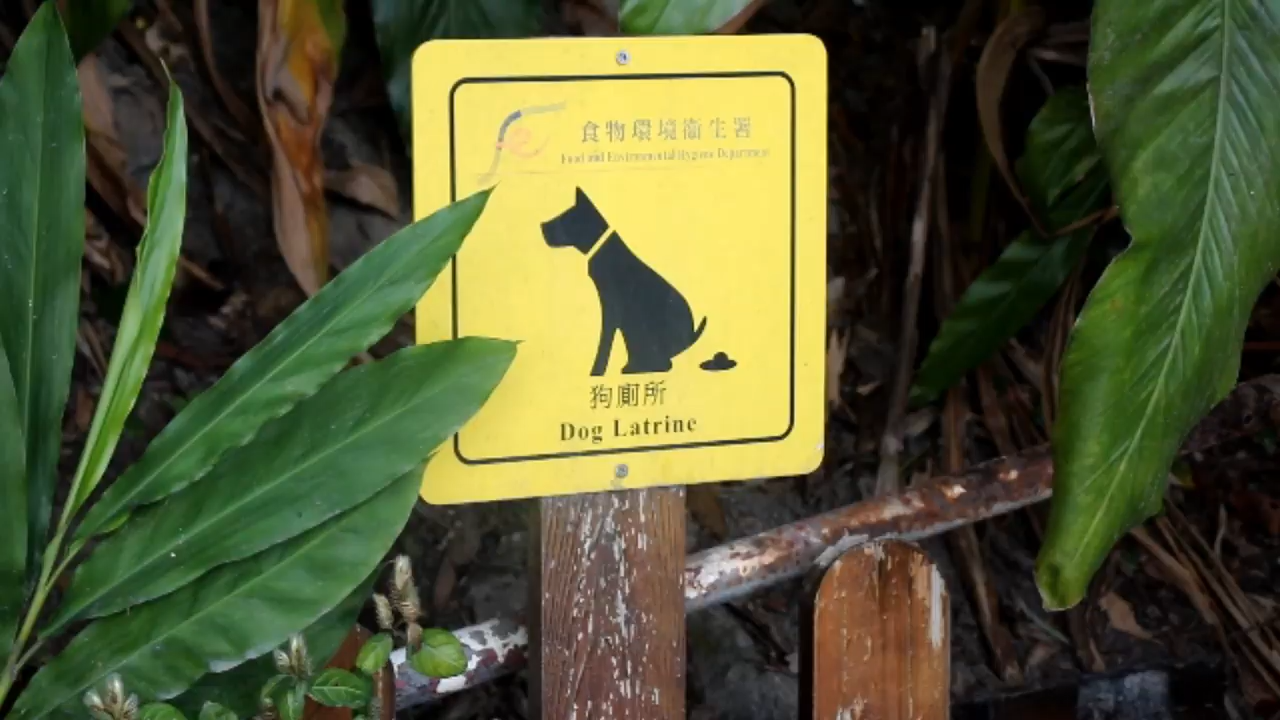 食物環境衞生署
Food and Environmental Hygiene Department
狗廁所
Dog Latrine